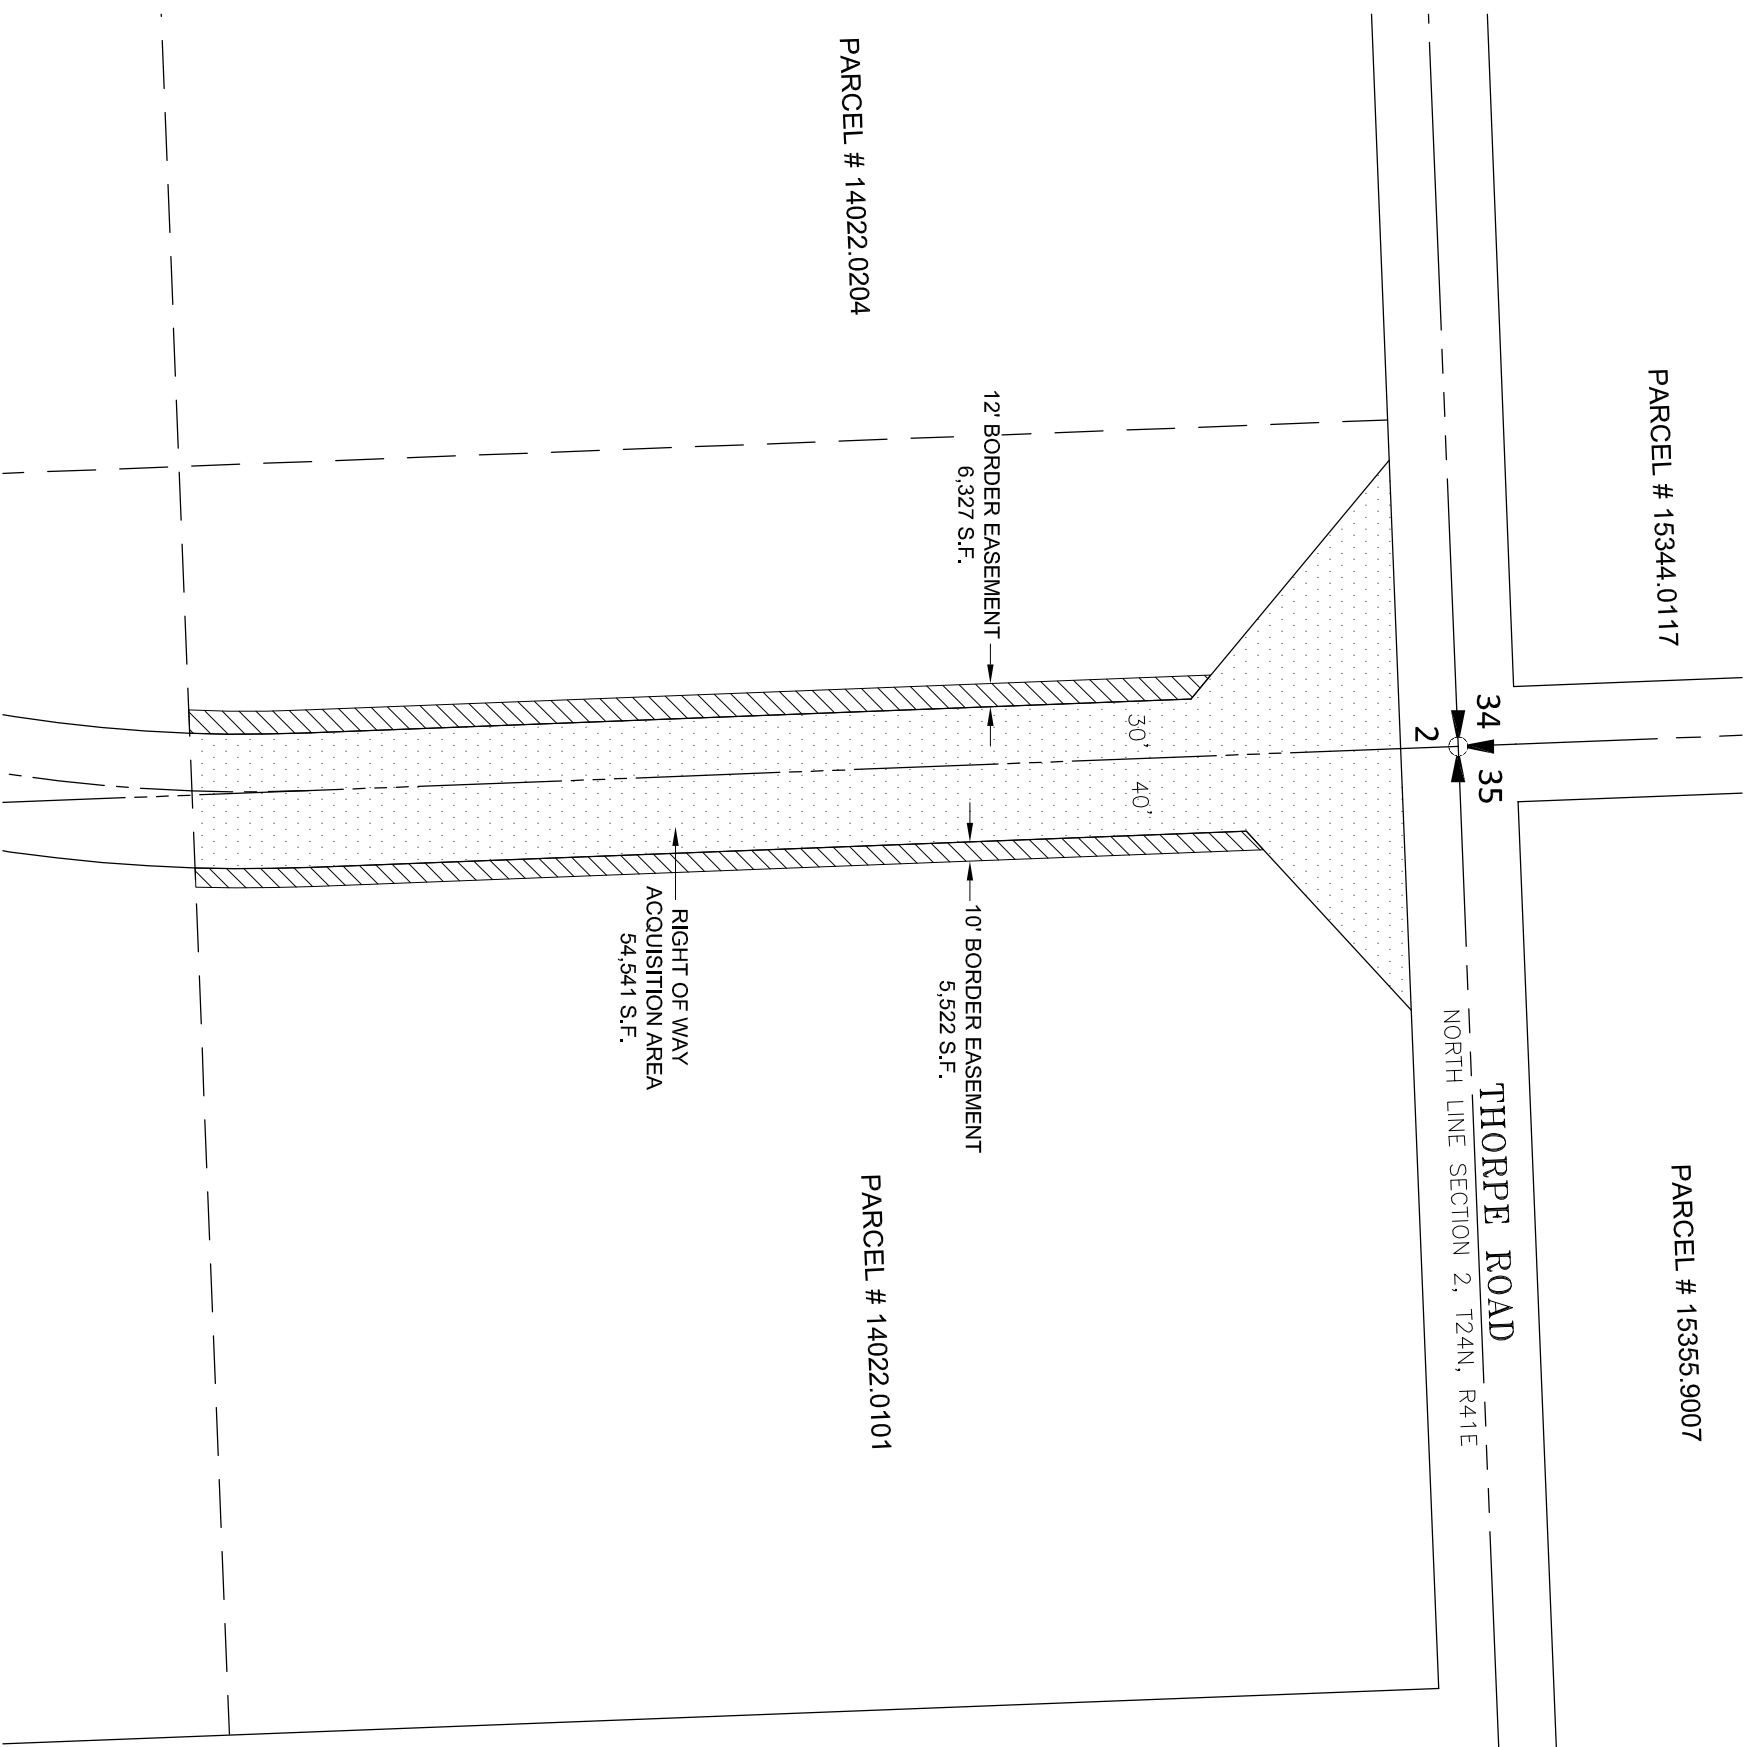 PARCEL # 15344.0117
PARCEL # 15355.9007
34
35
2
THORPE ROAD
NORTH LINE SECTION 2, T24N, R41E
30'
40'
12' BORDER EASEMENT
6,327 S.F.
10' BORDER EASEMENT
5,522 S.F.
PARCEL # 14022.0204
PARCEL # 14022.0101
RIGHT OF WAY
ACQUISITION AREA
54,541 S.F.